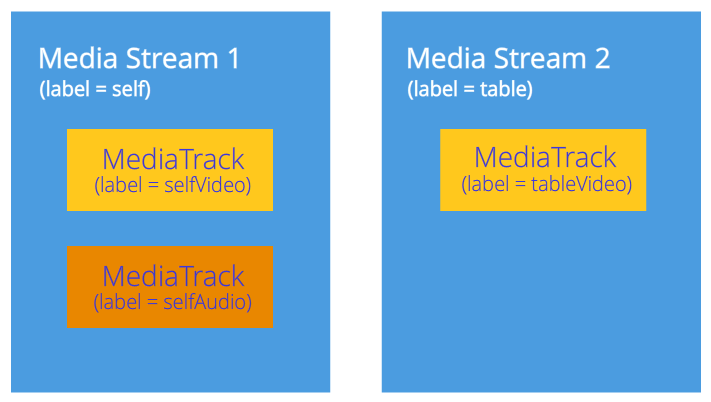 Media Stream 1
(label = self)
MediaTrack
(label = selfVideo)
MediaTrack
(label = selfAudio)
Media Stream 2
(label = table)
MediaTrack
(label = tableVideo)